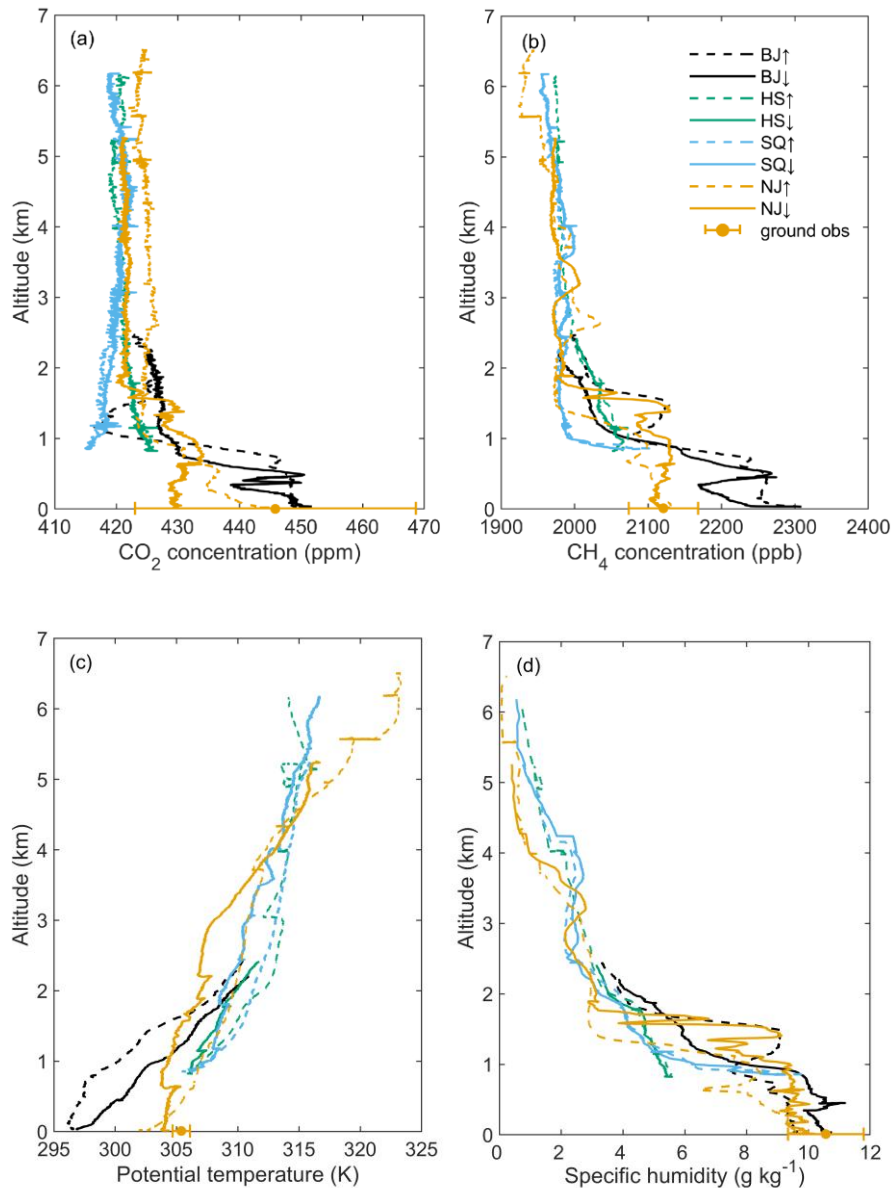 (a)
7
6
5
4
3
2
1
0
Altitude (km)
410 420 430 440 450 460 470
CO₂ concentration (ppm)
(b)
7
6
5
4
3
2
1
0
Altitude (km)
BJ↑
BJ↓
HS↑
HS↓
SQ↑
SQ↓
NJ↑
NJ↓
ground obs
1900 2000 2100 2200 2300 2400
CH₄ concentration (ppb)
(c)
7
6
5
4
3
2
1
0
Altitude (km)
295 300 305 310 315 320 325
Potential temperature (K)
(d)
7
6
5
4
3
2
1
0
Altitude (km)
0 2 4 6 8 10 12
Specific humidity (g kg⁻¹)